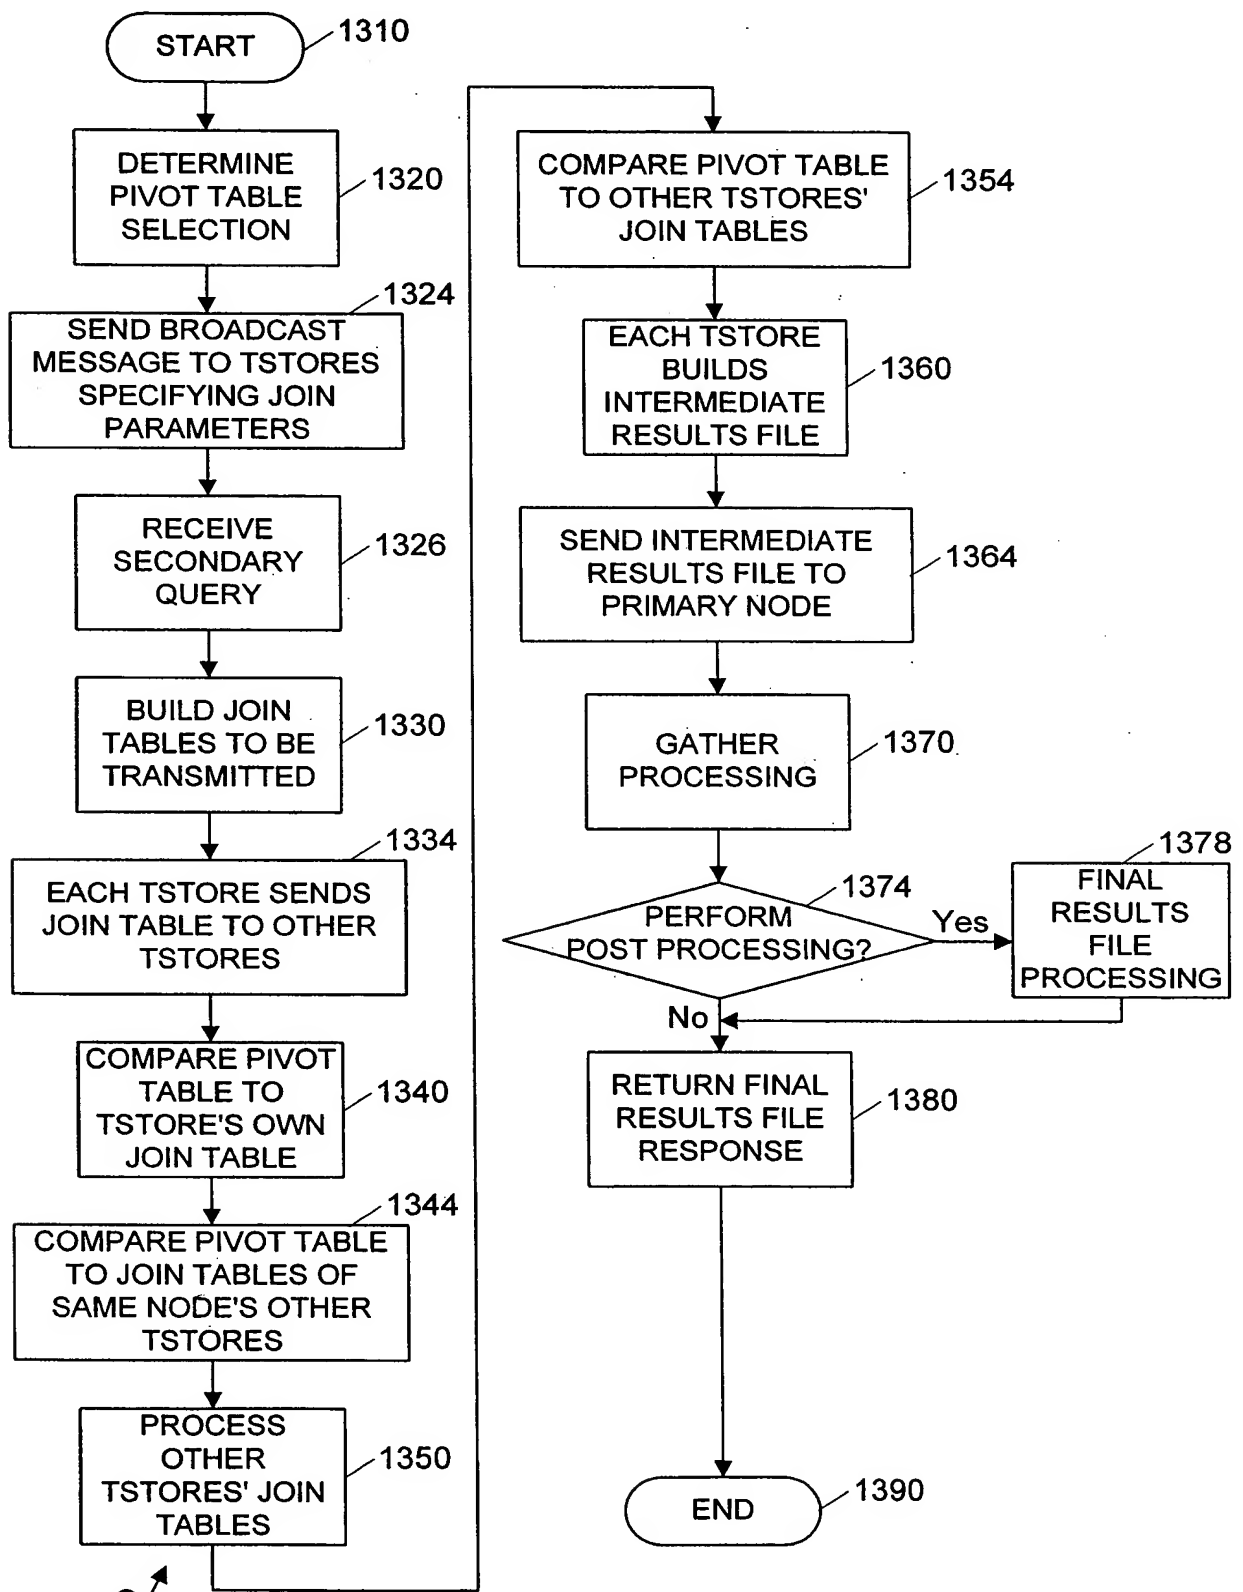 START
1310
DETERMINE
PIVOT TABLE
SELECTION
1320
1324
SEND BROADCAST
MESSAGE TO TSTORES
SPECIFYING JOIN
PARAMETERS
RECEIVE
SECONDARY
QUERY
1326
BUILD JOIN
TABLES TO BE
TRANSMITTED
1330
1334
EACH TSTORE SENDS
JOIN TABLE TO OTHER
TSTORES
COMPARE PIVOT
TABLE TO
TSTORE'S OWN
JOIN TABLE
1340
1344
COMPARE PIVOT TABLE
TO JOIN TABLES OF
SAME NODE'S OTHER
TSTORES
PROCESS
OTHER
TSTORES' JOIN
TABLES
1350
COMPARE PIVOT TABLE
TO OTHER TSTORES'
JOIN TABLES
1354
EACH TSTORE
BUILDS
INTERMEDIATE
RESULTS FILE
1360
SEND INTERMEDIATE
RESULTS FILE TO
PRIMARY NODE
1364
GATHER
PROCESSING
1370
1374
PERFORM
POST PROCESSING?
Yes
1378
FINAL
RESULTS
FILE
PROCESSING
No
RETURN FINAL
RESULTS FILE
RESPONSE
1380
END
1390